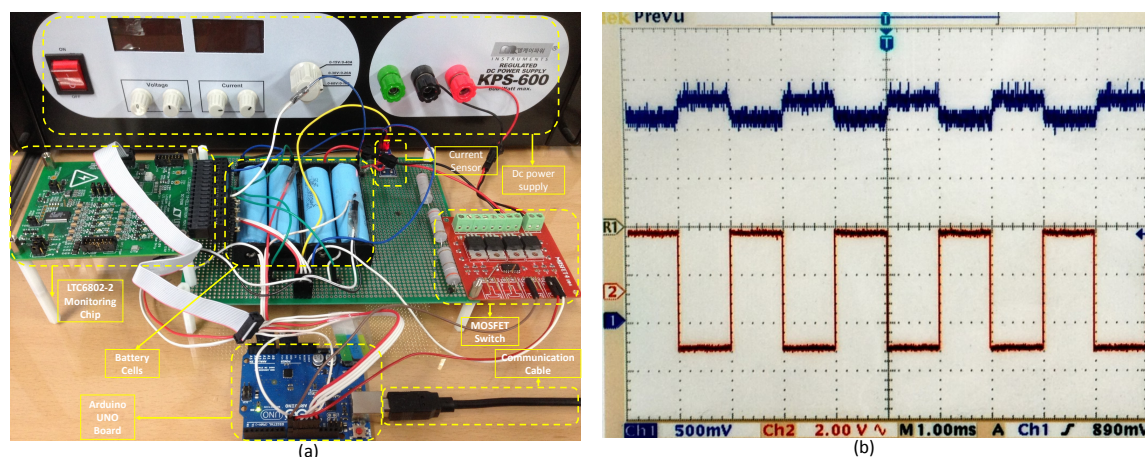 ON
OFF
Voltage
Current
INSTRUMENTS
REGULATED
DC POWER SUPPLY
KPS-600
Current
Sensor
Dc power
supply
LTC6802-2
Monitoring
Chip
MOSFET
Switch
Battery
Cells
Communication
Cable
Arduino
UNO
Board
UNO
(a)
PreVu
T
T
R1
2
1
Ch1 500mV Ch2 2.00 V M 1.00ms A Ch1 890mV
(b)